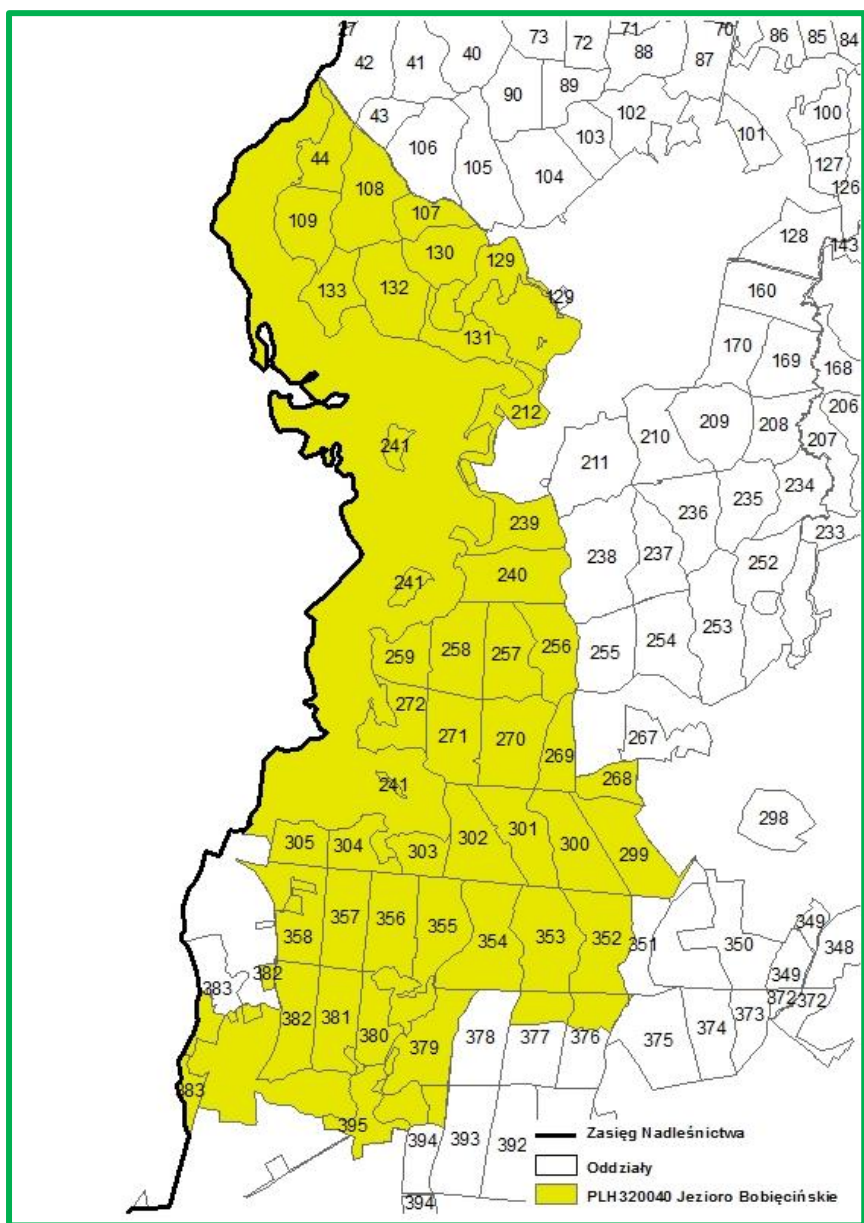 27 73 72 71 70 86 85 84
42 41 40 88 87
90 89
43 102 100
106 103 101
44 105 104 127
108 126
109 107 128
130 143
129
133 132 129 160
131 170 169 168
212 206
241 211 210 209 208 207
236 235 234
239 233
238 237 252
240
241
259 258 257 256 255 254 253
272
271 270 269 267
268
241 298
305 304 303 302 301 300 299
357 356 355 349
358 354 353 352 351 350 348
382 349
383 382 381 380 372 372
379 378 377 376 375 374 373
383
395 394 393 392
394
Zasięg Nadleśnictwa
Oddziały
PLH320040 Jezioro Bobięcińskie